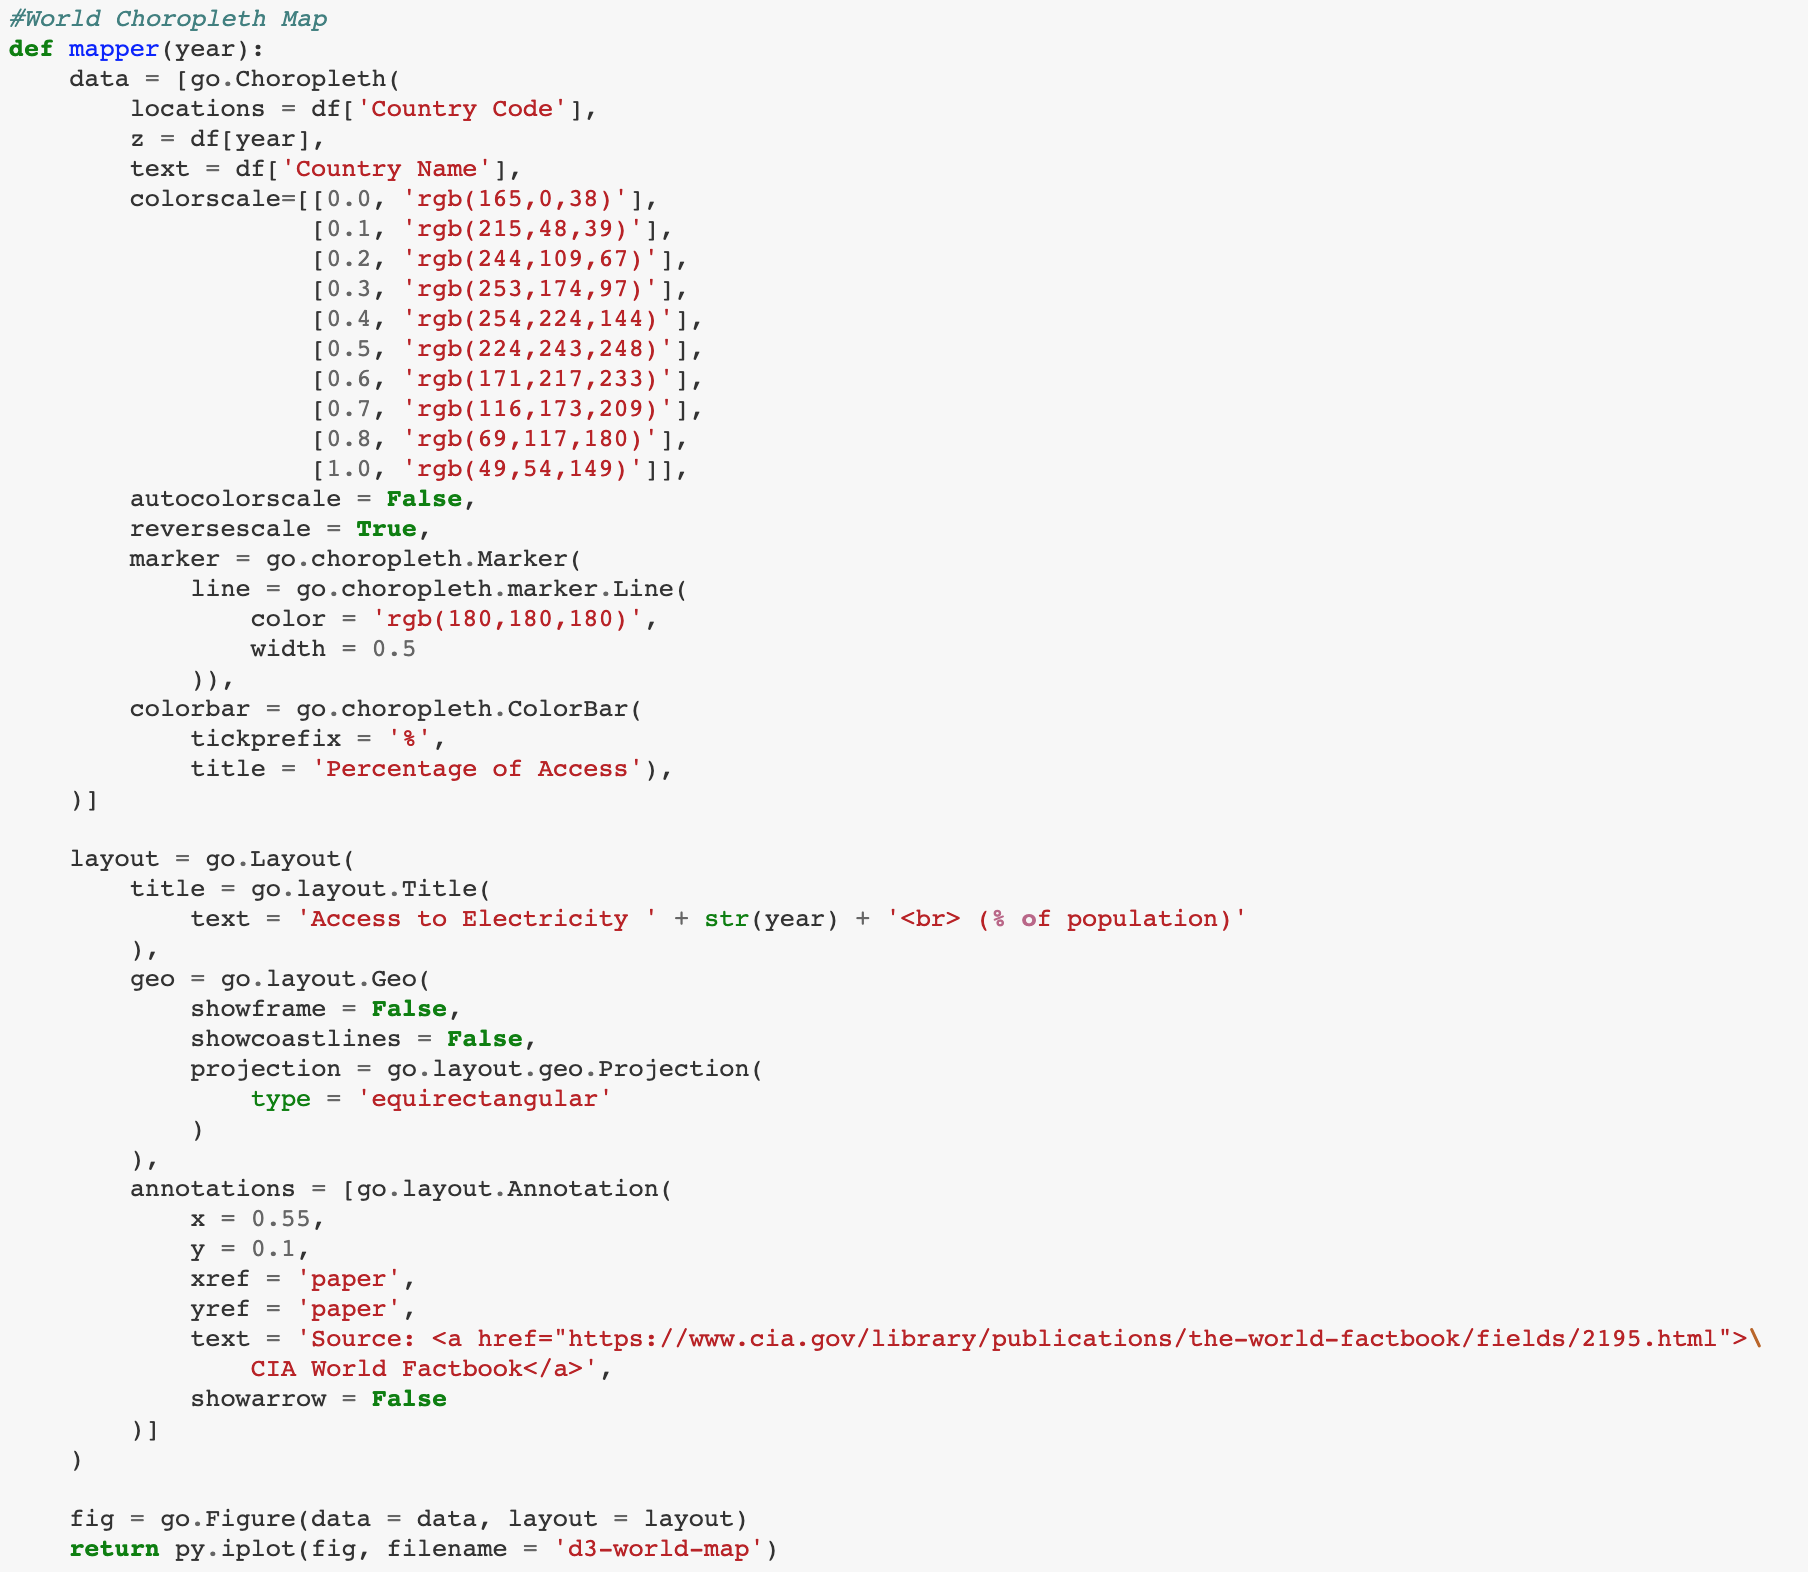 #World Choropleth Map
def mapper(year):
    data = [go.Choropleth(
        locations = df['Country Code'],
        z = df[year],
        text = df['Country Name'],
        colorscale=[[0.0, 'rgb(165,0,38)'],
                    [0.1, 'rgb(215,48,39)'],
                    [0.2, 'rgb(244,109,67)'],
                    [0.3, 'rgb(253,174,97)'],
                    [0.4, 'rgb(254,224,144)'],
                    [0.5, 'rgb(224,243,248)'],
                    [0.6, 'rgb(171,217,233)'],
                    [0.7, 'rgb(116,173,209)'],
                    [0.8, 'rgb(69,117,180)'],
                    [1.0, 'rgb(49,54,149)']],
        autocolorscale = False,
        reversescale = True,
        marker = go.choropleth.Marker(
            line = go.choropleth.marker.Line(
                color = 'rgb(180,180,180)',
                width = 0.5
            )),
        colorbar = go.choropleth.ColorBar(
            tickprefix = '%',
            title = 'Percentage of Access'),
    )]

    layout = go.Layout(
        title = go.layout.Title(
            text = 'Access to Electricity ' + str(year) + '<br> (% of population)'
        ),
        geo = go.layout.Geo(
            showframe = False,
            showcoastlines = False,
            projection = go.layout.geo.Projection(
                type = 'equirectangular'
            )
        ),
        annotations = [go.layout.Annotation(
            x = 0.55,
            y = 0.1,
            xref = 'paper',
            yref = 'paper',
            text = 'Source: <a href="https://www.cia.gov/library/publications/the-world-factbook/fields/2195.html">\
                CIA World Factbook</a>',
            showarrow = False
        )]
    )

    fig = go.Figure(data = data, layout = layout)
    return py.iplot(fig, filename = 'd3-world-map')